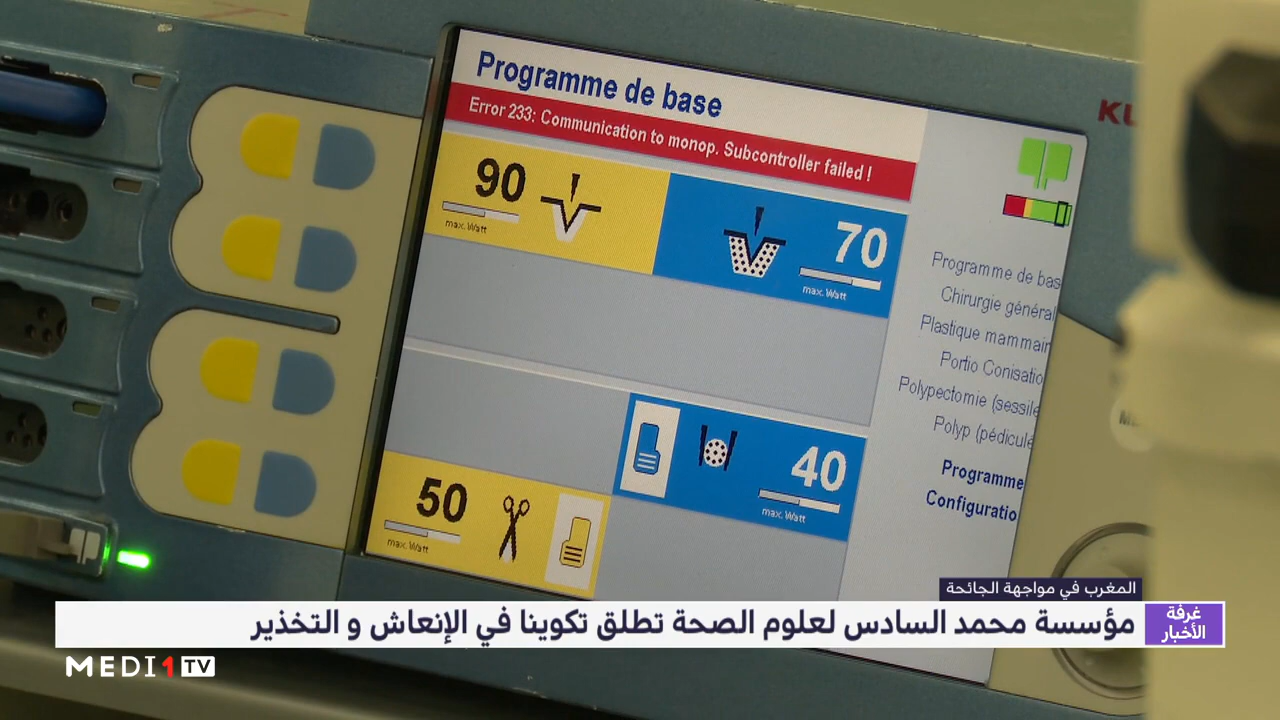 Programme de base
Error 233: Communication to monop. Subcontroller failed !
90
max. Watt
70
max. Watt
40
max. Watt
50
max. Watt
Programme de bas
Chirurgie général
Plastique mammair
Portio Conisatio
Polypectomie (sessile
Polyp (pédicule
Programme
Configuratio
المغرب في مواجهة الجائحة
غرفة الأخبار
مؤسسة محمد السادس لعلوم الصحة تطلق تكوينا في الإنعاش و التخذير
MEDI1 TV